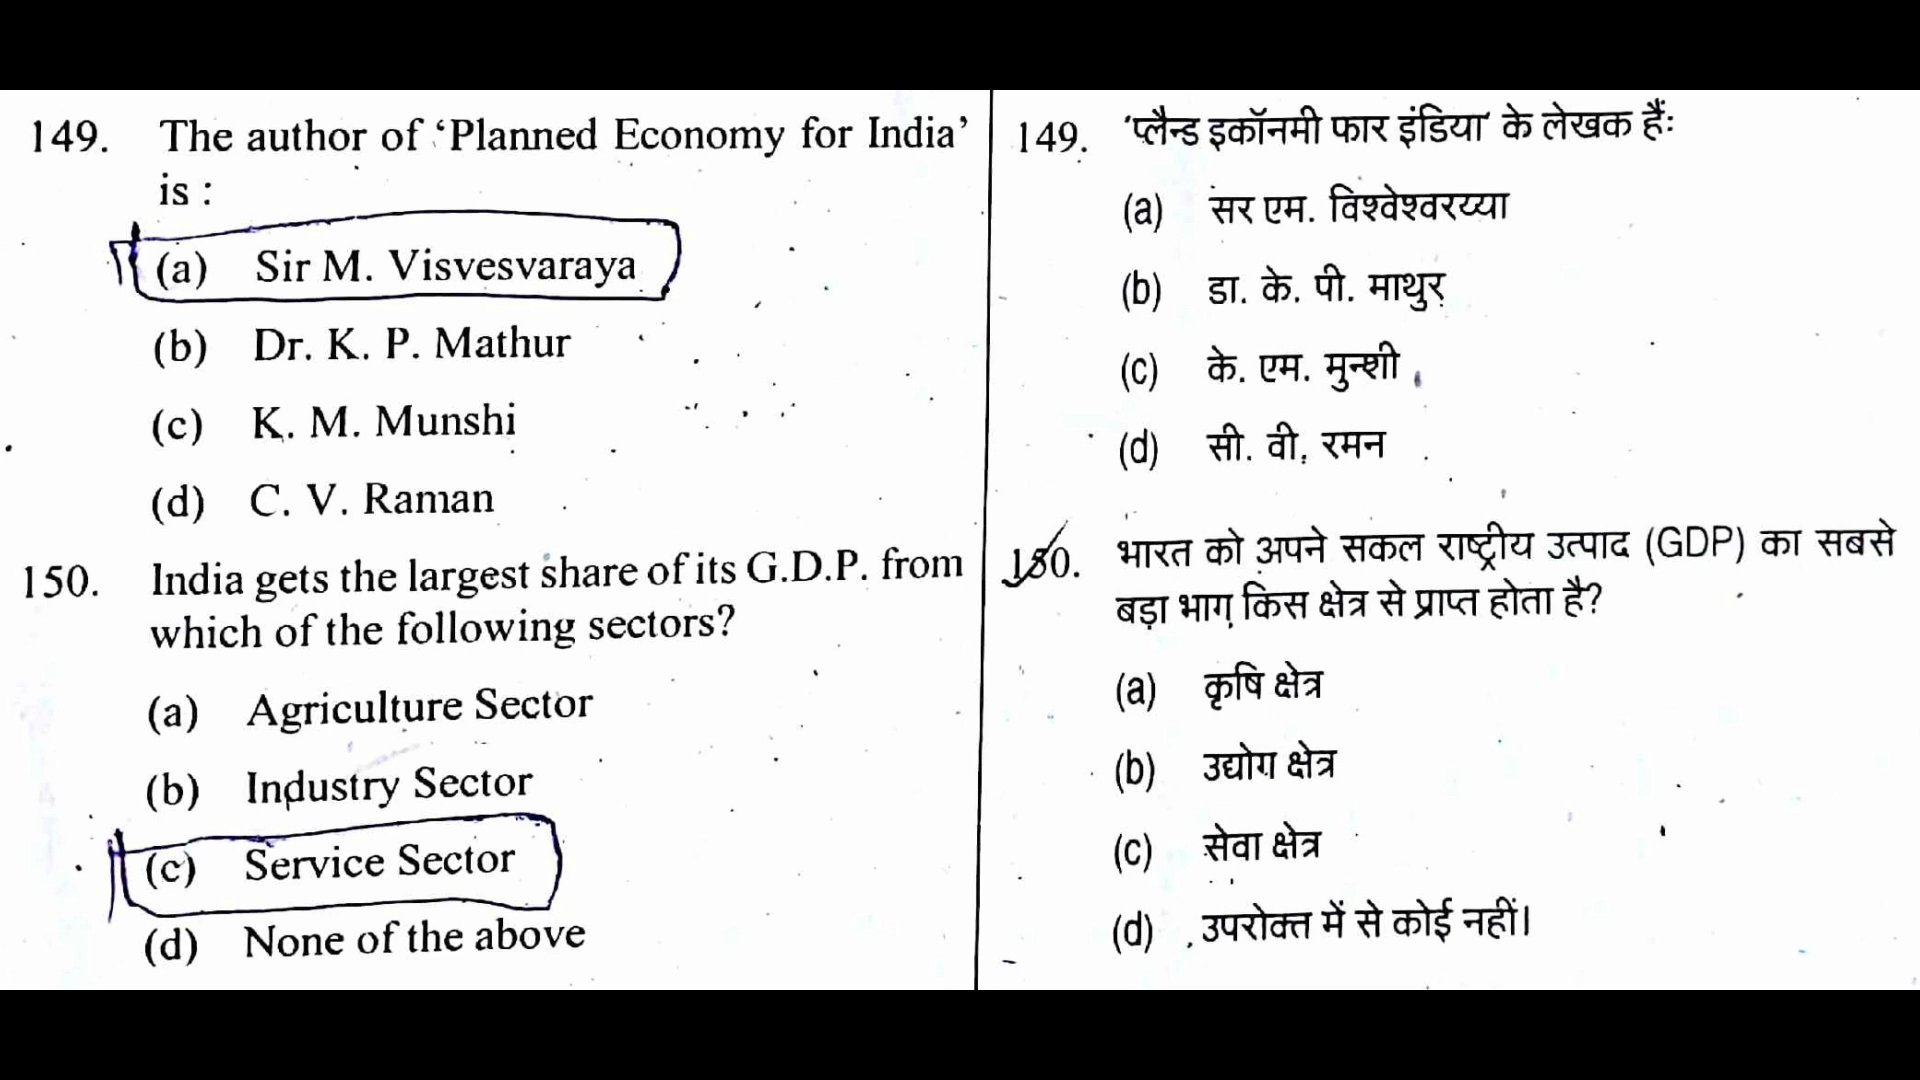 149. The author of ‘Planned Economy for India’
is :
(a) Sir M. Visvesvaraya
(b) Dr. K. P. Mathur
(c) K. M. Munshi
(d) C. V. Raman
150. India gets the largest share of its G.D.P. from
which of the following sectors?
(a) Agriculture Sector
(b) Industry Sector
(c) Service Sector
(d) None of the above
149. 'प्लैन्ड इकॉनमी फार इंडिया' के लेखक हैंः
(a) सर एम. विश्वेश्वरय्या
(b) डा. के. पी. माथुर
(c) के. एम. मुन्शी
(d) सी. वी. रमन
150. भारत को अपने सकल राष्ट्रीय उत्पाद (GDP) का सबसे
बड़ा भाग किस क्षेत्र से प्राप्त होता है?
(a) कृषि क्षेत्र
(b) उद्योग क्षेत्र
(c) सेवा क्षेत्र
(d) उपरोक्त में से कोई नहीं।